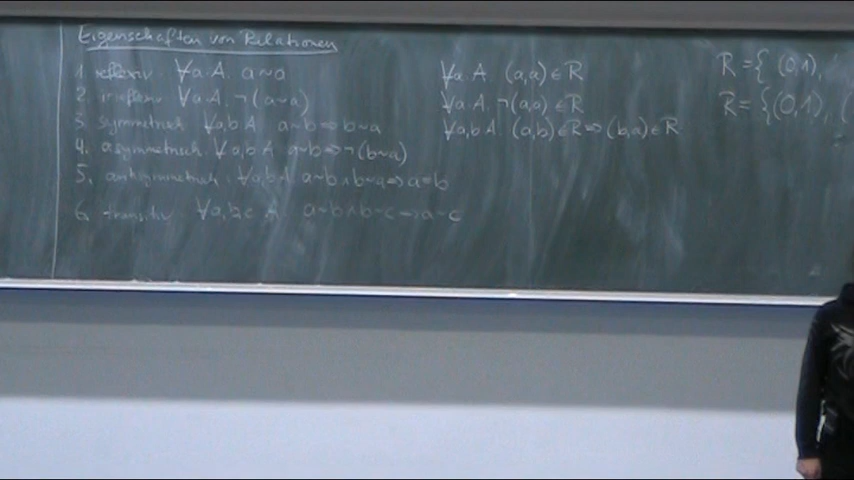 Eigenschaften von Relationen
1. reflexiv ∀a∈A. a~a ∀a∈A. (a,a)∈R R={ (0,1),
2. irreflexiv ∀a∈A. ¬(a~a) ∀a∈A. ¬(a,a)∈R R={(0,1), (
3. symmetrisch ∀a,b∈A. a~b⇒b~a ∀a,b∈A. (a,b)∈R⇒(b,a)∈R
4. asymmetrisch ∀a,b∈A. a~b⇒¬(b~a)
5. antisymmetrisch ∀a,b∈A. a~b∧b~a⇒a=b
6. transitiv ∀a,b,c∈A. a~b∧b~c⇒a~c